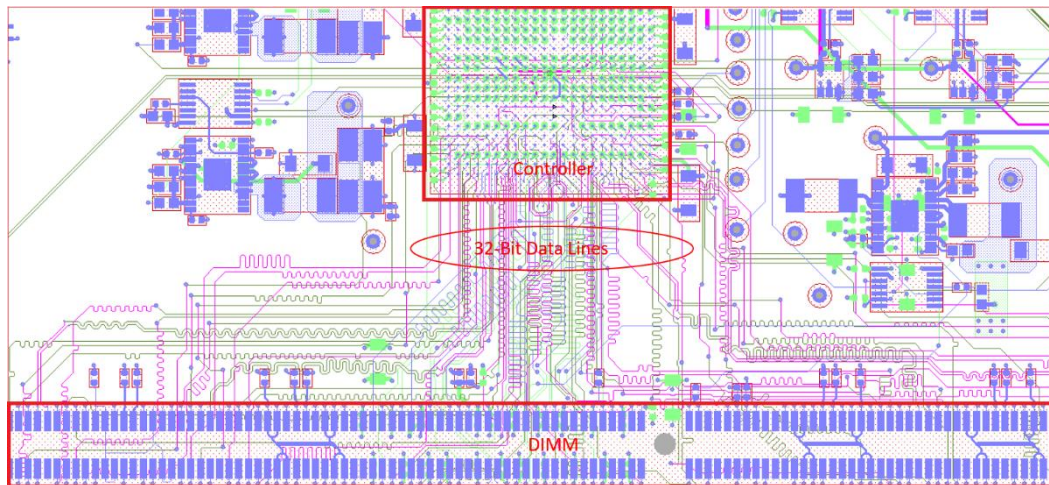 Controller
32-Bit Data Lines
DIMM